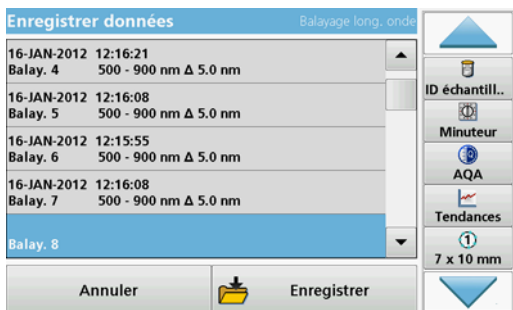 Enregistrer données
Balayage long. onde
16-JAN-2012 12:16:21
Balay. 4 500 - 900 nm Δ 5.0 nm
16-JAN-2012 12:16:08
Balay. 5 500 - 900 nm Δ 5.0 nm
16-JAN-2012 12:15:55
Balay. 6 500 - 900 nm Δ 5.0 nm
16-JAN-2012 12:16:08
Balay. 7 500 - 900 nm Δ 5.0 nm
Balay. 8
Annuler
Enregistrer
ID échantill..
Minuteur
AQA
Tendances
1
7 x 10 mm